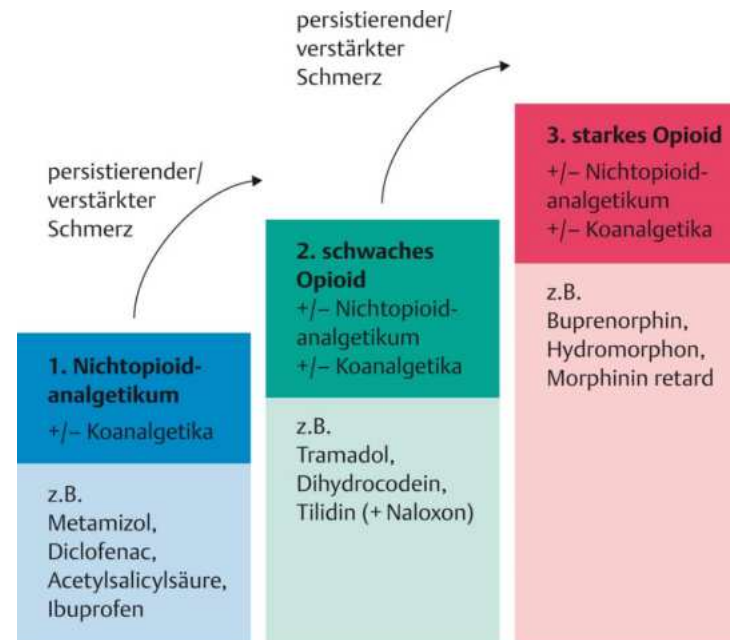 persistierender/
verstärkter
Schmerz
persistierender/
verstärkter
Schmerz
1. Nichtopioid-
analgetikum
+/– Koanalgetika
z.B.
Metamizol,
Diclofenac,
Acetylsalicylsäure,
Ibuprofen
2. schwaches
Opioid
+/– Nichtopioid-
analgetikum
+/– Koanalgetika
z.B.
Tramadol,
Dihydrocodein,
Tilidin (+ Naloxon)
3. starkes Opioid
+/– Nichtopioid-
analgetikum
+/– Koanalgetika
z.B.
Buprenorphin,
Hydromorphon,
Morphinin retard